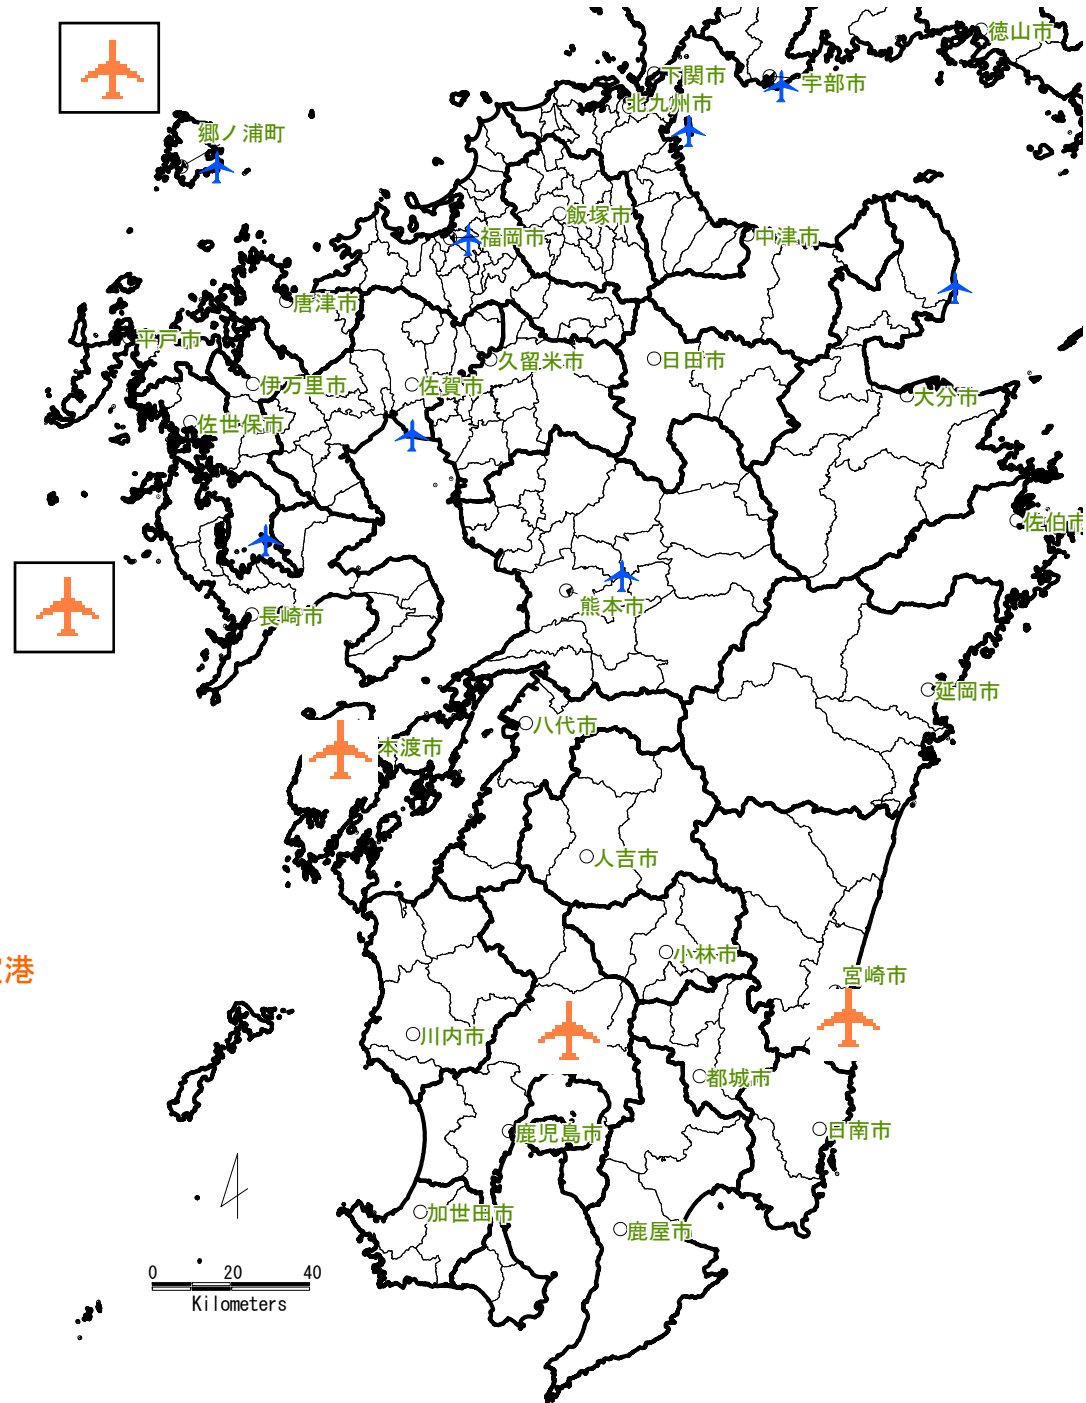 徳山市
下関市
宇部市
北九州市
郷ノ浦町
飯塚市
福岡市
中津市
唐津市
平戸市
久留米市
日田市
伊万里市
佐賀市
大分市
佐世保市
佐伯市
熊本市
長崎市
延岡市
八代市
本渡市
人吉市
小林市
港
宮崎市
川内市
都城市
鹿児島市
日南市
加世田市
鹿屋市
0 20 40
Kilometers